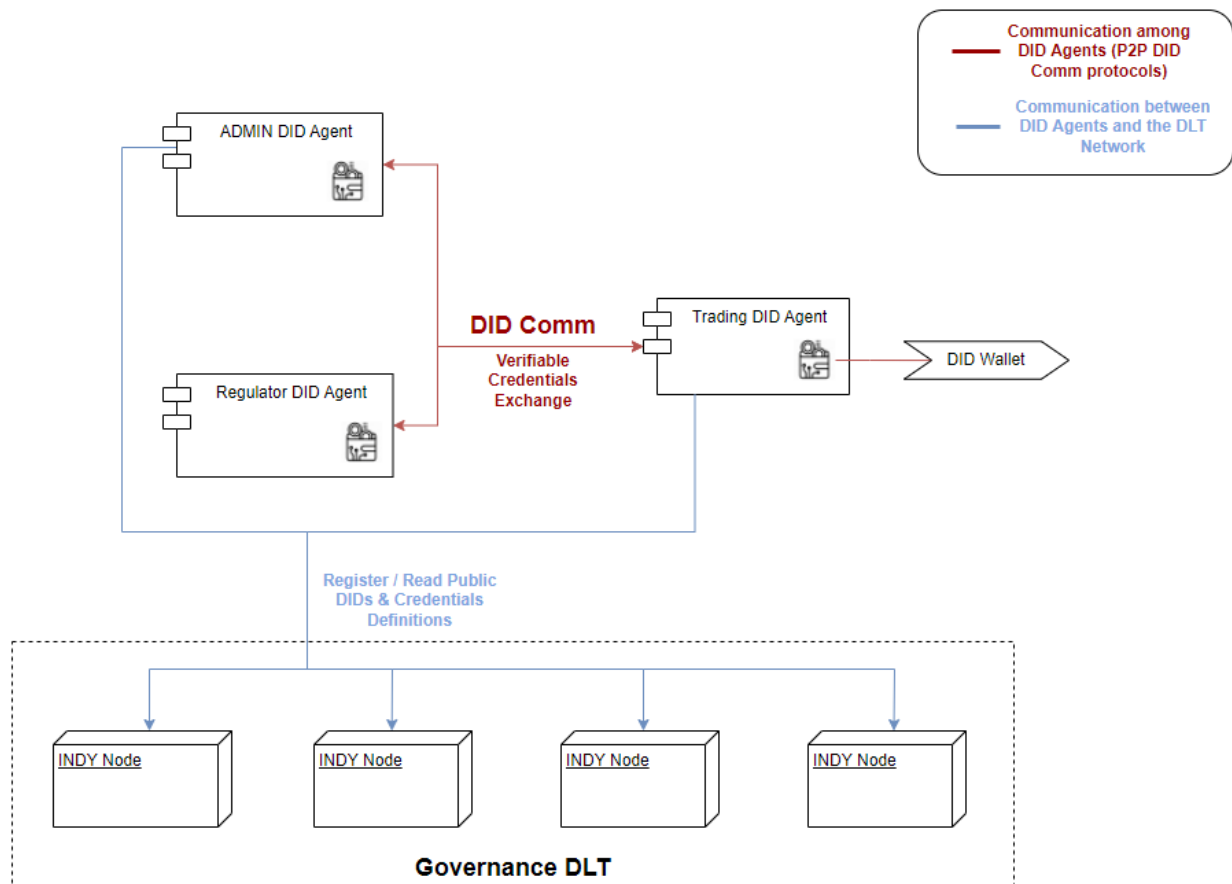 Communication among
DID Agents (P2P DID
Comm protocols)
Communication between
DID Agents and the DLT
Network
ADMIN DID Agent
DID Comm
Verifiable
Credentials
Exchange
Trading DID Agent
DID Wallet
Regulator DID Agent
Register / Read Public
DIDs & Credentials
Definitions
INDY Node
INDY Node
INDY Node
INDY Node
Governance DLT